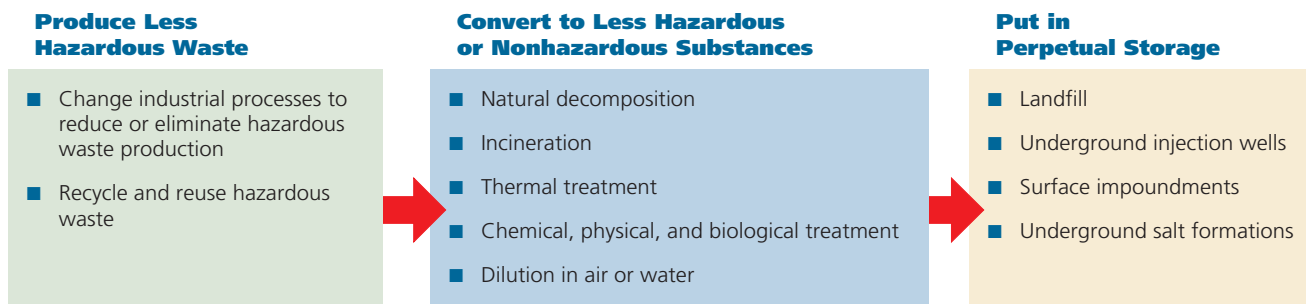 Produce Less
Hazardous Waste
Change industrial processes to
reduce or eliminate hazardous
waste production
Recycle and reuse hazardous
waste
Convert to Less Hazardous
or Nonhazardous Substances
Natural decomposition
Incineration
Thermal treatment
Chemical, physical, and biological treatment
Dilution in air or water
Put in
Perpetual Storage
Landfill
Underground injection wells
Surface impoundments
Underground salt formations